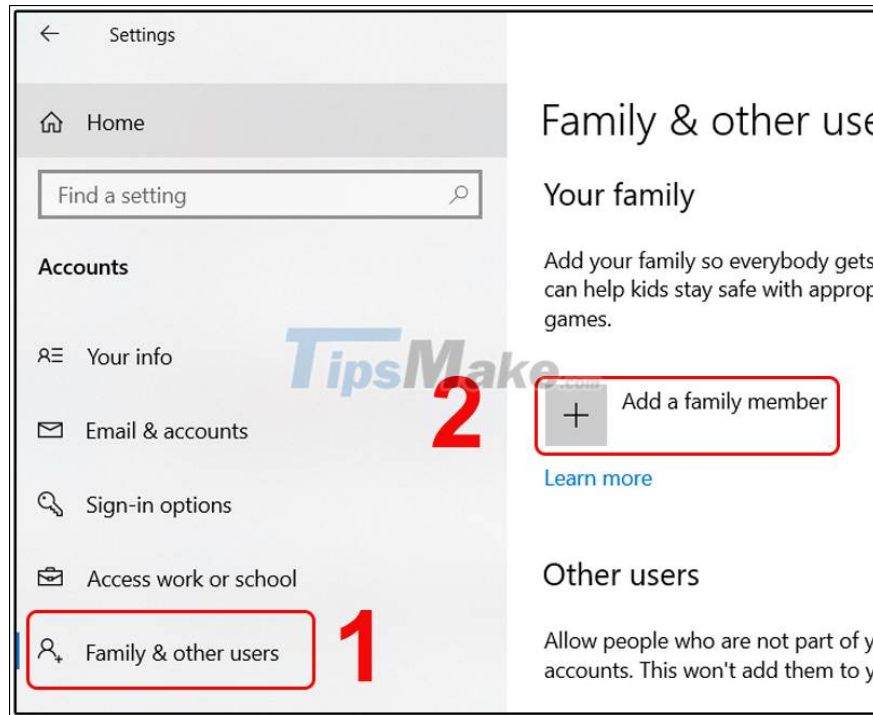 Settings
Home
Find a setting
Accounts
Your info
Email & accounts
Sign-in options
Access work or school
Family & other users
1
Family & other use
Your family
Add your family so everybody gets
can help kids stay safe with approp
games.
TipsMake.com
2
Add a family member
Learn more
Other users
Allow people who are not part of y
accounts. This won't add them to y